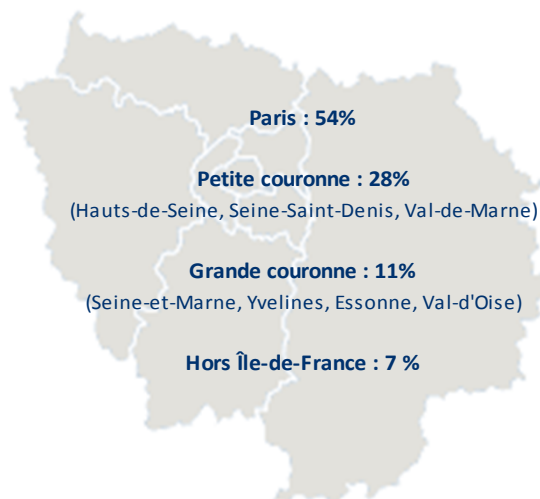 Paris : 54%
Petite couronne : 28%
(Hauts-de-Seine, Seine-Saint-Denis, Val-de-Marne)
Grande couronne : 11%
(Seine-et-Marne, Yvelines, Essonne, Val-d'Oise)
Hors Île-de-France : 7 %